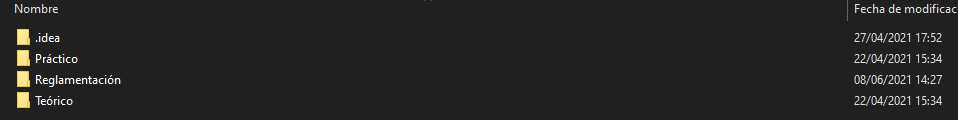 Nombre Fecha de modificac
.idea 27/04/2021 17:52
Práctico 22/04/2021 15:34
Reglamentación 08/06/2021 14:27
Teórico 22/04/2021 15:34